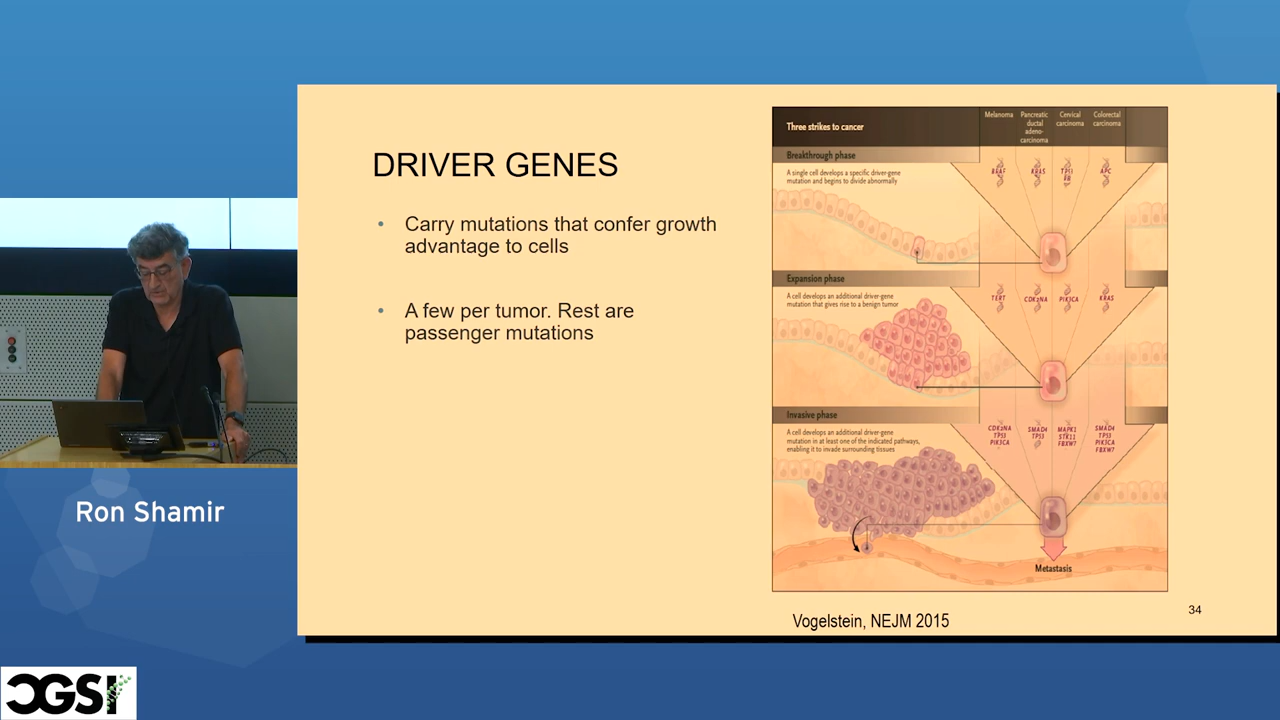 DRIVER GENES
• Carry mutations that confer growth
advantage to cells
• A few per tumor. Rest are
passenger mutations
Three strikes to cancer
Melanoma
Pancreatic
ductal
adeno-
carcinoma
Cervical
carcinoma
Colorectal
carcinoma
Breakthrough phase
A single cell develops a specific driver-gene
mutation and begins to divide abnormally
BRAF
KRAS
TP53
RB
APC
Expansion phase
A cell develops an additional driver-gene
mutation that gives rise to a benign tumor
TERT
CDK2NA
PIK3CA
KRAS
Invasive phase
A cell develops an additional driver-gene
mutation in at least one of the indicated pathways,
enabling it to invade surrounding tissues
CDK2NA
TP53
PIK3CA
SMAD4
TP53
MAPK1
STK11
FBXW7
SMAD4
TP53
PIK3CA
FBXW7
Metastasis
Vogelstein, NEJM 2015
34
Ron Shamir
CGSI